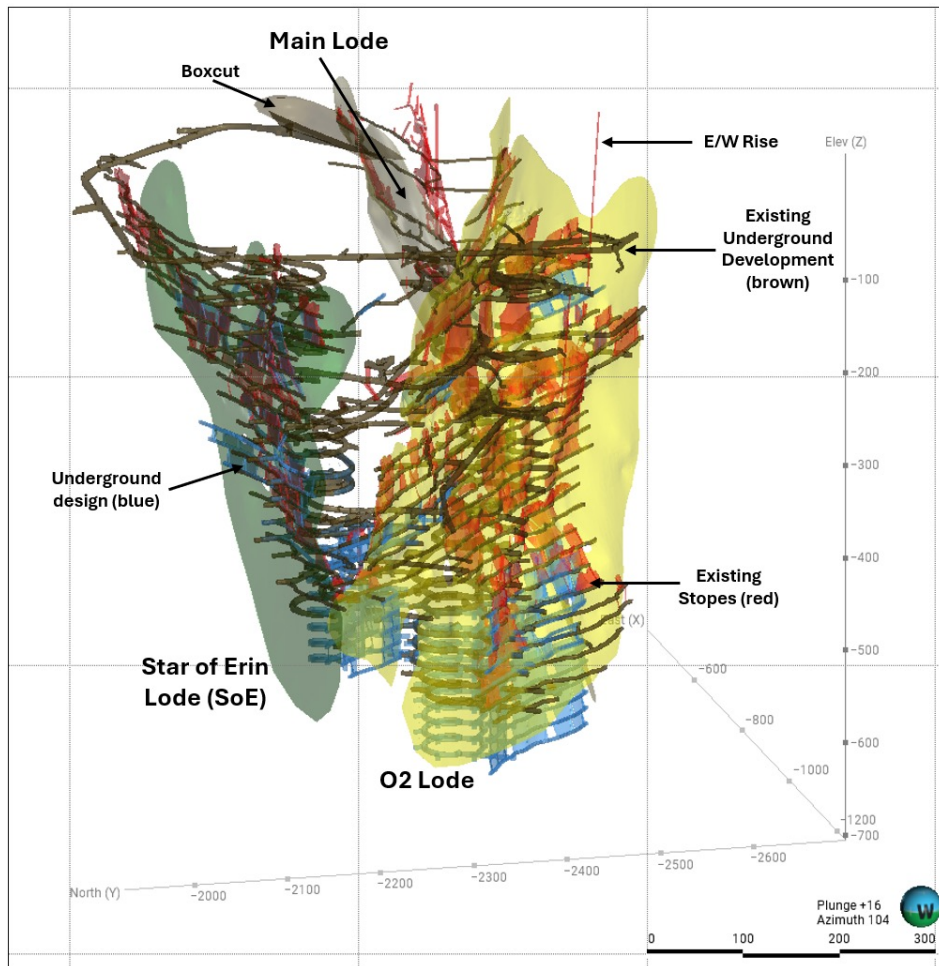 Main Lode
Boxcut
E/W Rise
Elev (Z)
Existing
Underground
Development
(brown)
-100
-200
-300
Underground
design (blue)
-400
Existing
Stopes (red)
East (X)
-500
-600
Star of Erin
Lode (SoE)
-800
-600
O2 Lode
-1000
-1200
-700
-2600
-2500
-2400
-2300
-2200
-2100
-2000
North (Y)
Plunge +16
Azimuth 104
W
0
100
200
300